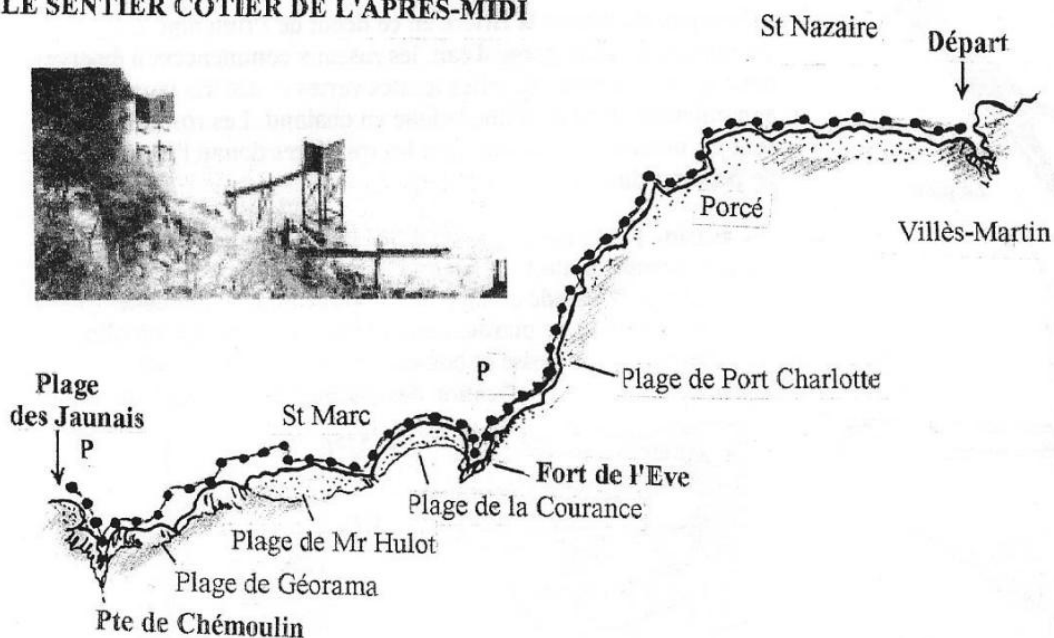 LE SENTIER COTIER DE L'APRES-MIDI
St Nazaire
Départ
Porcé
Villès-Martin
Plage de Port Charlotte
P
Plage
des Jaunais
P
St Marc
Fort de l'Eve
Plage de la Courance
Plage de Mr Hulot
Plage de Géorama
Pte de Chémoulin